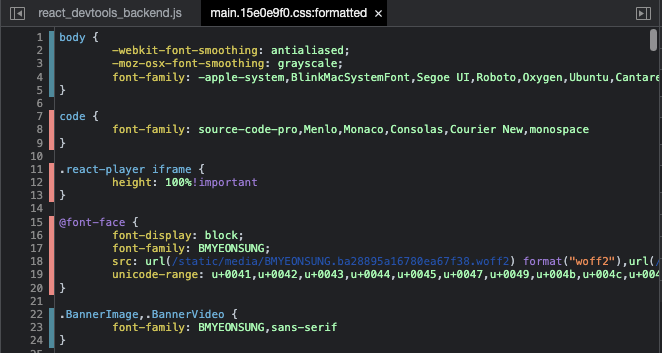 react_devtools_backend.js main.15e0e9f0.css:formatted ×
1 body {
2 -webkit-font-smoothing: antialiased;
3 -moz-osx-font-smoothing: grayscale;
4 font-family: -apple-system,BlinkMacSystemFont,Segoe UI,Roboto,Oxygen,Ubuntu,Cantare
5 }
6
7 code {
8 font-family: source-code-pro,Menlo,Monaco,Consolas,Courier New,monospace
9 }
10
11 .react-player iframe {
12 height: 100%!important
13 }
14
15 @font-face {
16 font-display: block;
17 font-family: BMYEONSUNG;
18 src: url(/static/media/BMYEONSUNG.ba28895a16780ea67f38.woff2) format("woff2"),url(/
19 unicode-range: u+0041,u+0042,u+0043,u+0044,u+0045,u+0047,u+0049,u+004b,u+004c,u+004
20 }
21
22 .BannerImage,.BannerVideo {
23 font-family: BMYEONSUNG,sans-serif
24 }
25